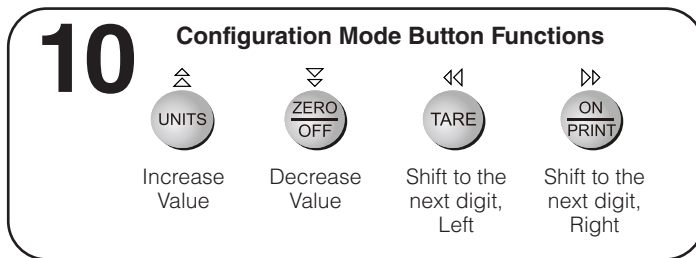 10
Configuration Mode Button Functions
UNITS
Increase
Value
ZERO
OFF
Decrease
Value
TARE
Shift to the
next digit,
Left
ON
PRINT
Shift to the
next digit,
Right